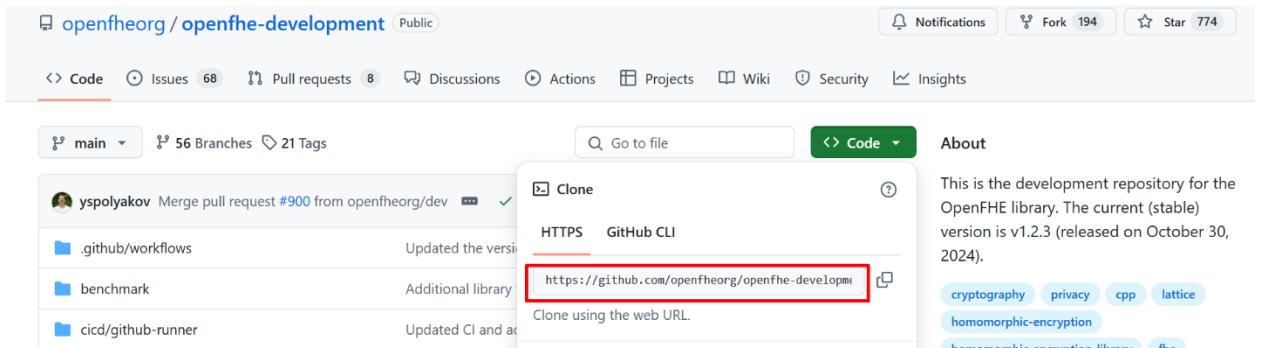 openfheorg / openfhe-development Public
Notifications Fork 194 Star 774
Code Issues 68 Pull requests 8 Discussions Actions Projects Wiki Security Insights
main 56 Branches 21 Tags Go to file Code
yspolyakov Merge pull request #900 from openfheorg/dev
.github/workflows Updated the versi
benchmark Additional library
cicd/github-runner Updated CI and ad
Clone
HTTPS GitHub CLI
https://github.com/openfheorg/openfhe-developme
Clone using the web URL.
About
This is the development repository for the
OpenFHE library. The current (stable)
version is v1.2.3 (released on October 30,
2024).
cryptography privacy cpp lattice
homomorphic-encryption
homomorphic-encryption-library fhe